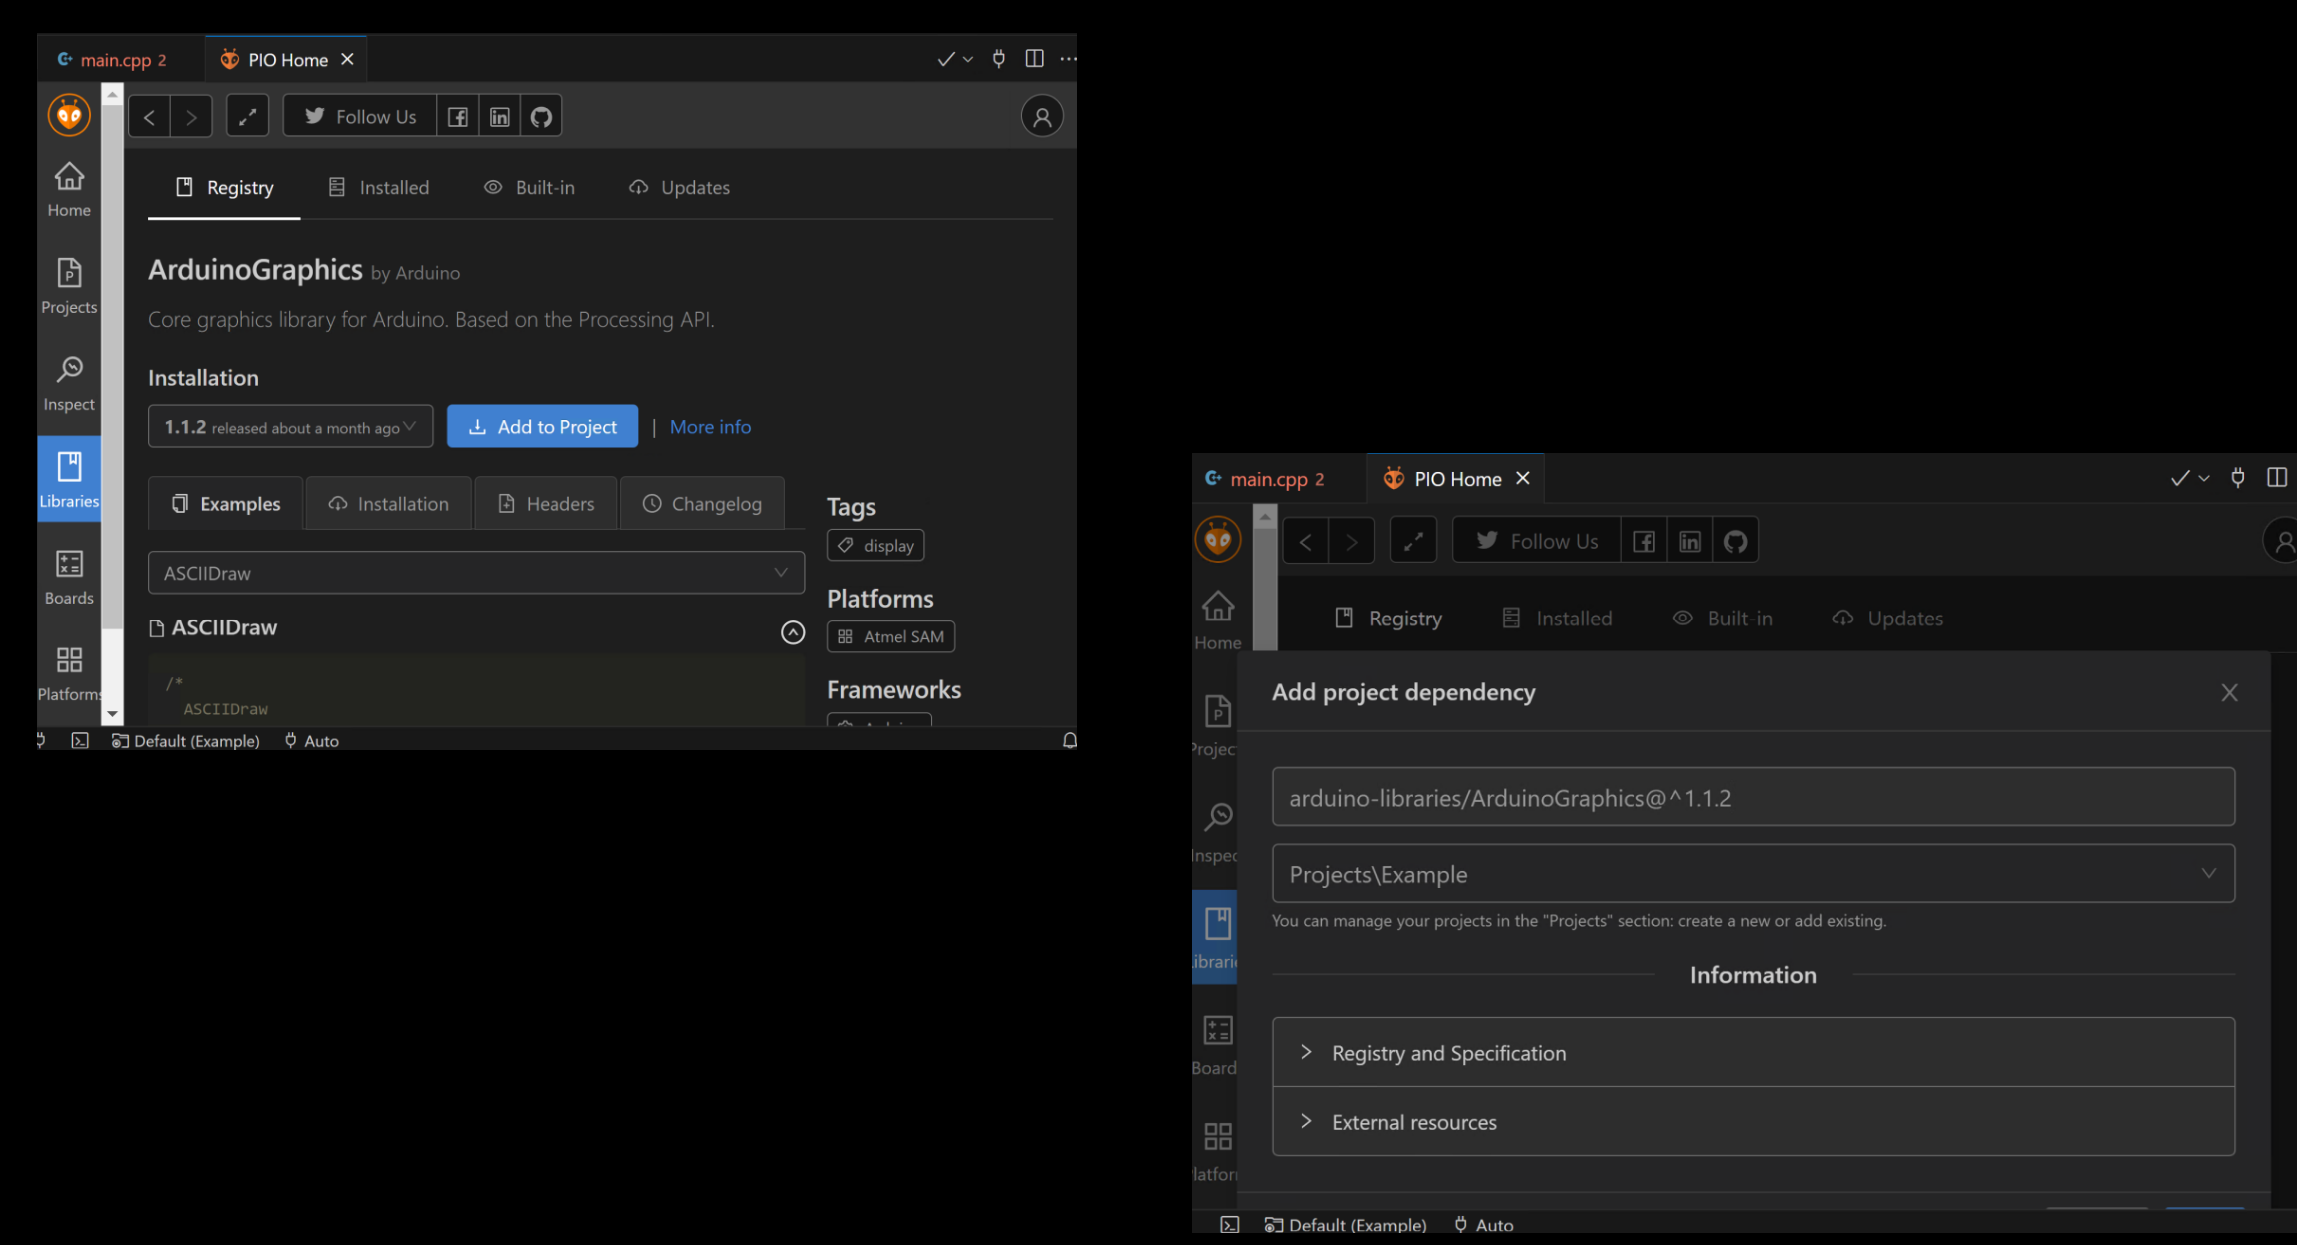 main.cpp 2
PIO Home
Follow Us
Home
Projects
Inspect
Libraries
Boards
Platforms
Registry
Installed
Built-in
Updates
ArduinoGraphics by Arduino
Core graphics library for Arduino. Based on the Processing API.
Installation
1.1.2 released about a month ago
Add to Project
| More info
Examples
Installation
Headers
Changelog
ASCIIDraw
ASCIIDraw
/*
ASCIIDraw
Tags
display
Platforms
Atmel SAM
Frameworks
Default (Example)
Auto
main.cpp 2
PIO Home
Follow Us
Home
Projec
Inspec
Librari
Board
Registry
Installed
Built-in
Updates
Add project dependency
arduino-libraries/ArduinoGraphics@^1.1.2
Projects\Example
You can manage your projects in the "Projects" section: create a new or add existing.
Information
Registry and Specification
External resources
Default (Example)
Auto